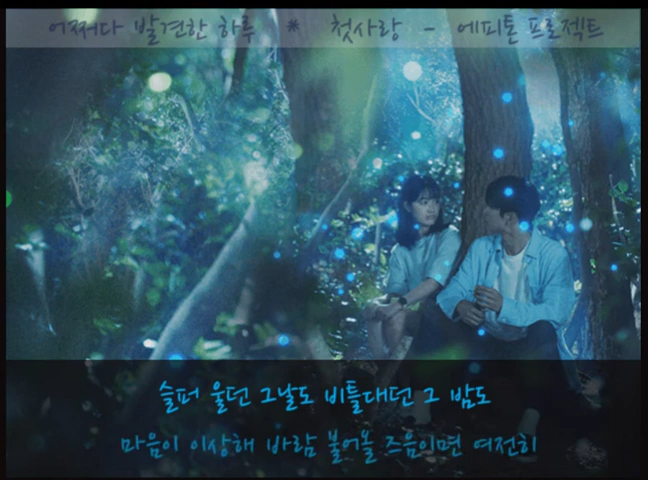 어쩌다 발견한 하루 * 첫사랑 - 에피톤 프로젝트
슬퍼 울던 그날도 비틀대던 그 밤도
마음이 이상해 바람 불어올 즈음이면 여전히